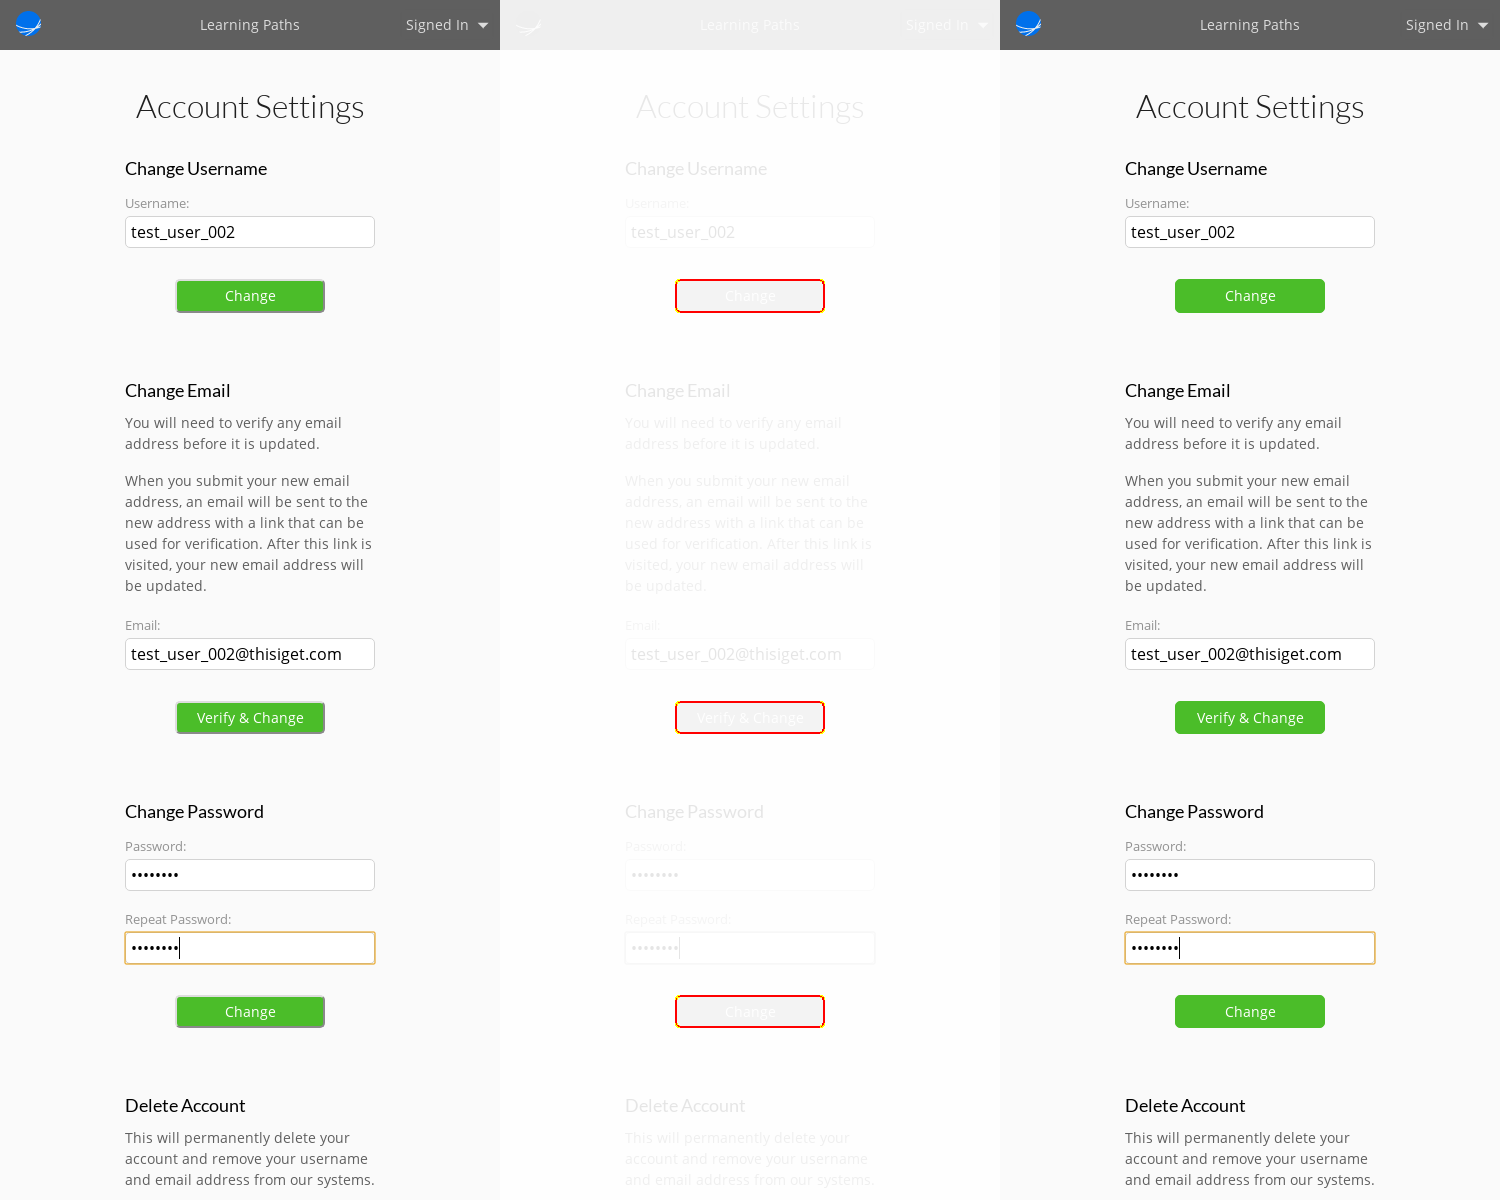 Learning Paths
Signed In
Account Settings
Change Username
Username:
test_user_002
Change
Change Email
You will need to verify any email
address before it is updated.
When you submit your new email
address, an email will be sent to the
new address with a link that can be
used for verification. After this link is
visited, your new email address will
be updated.
Email:
test_user_002@thisiget.com
Verify & Change
Change Password
Password:
••••••••
Repeat Password:
••••••••
Change
Delete Account
This will permanently delete your
account and remove your username
and email address from our systems.
Learning Paths
Signed In
Account Settings
Change Username
Username:
test_user_002
Change
Change Email
You will need to verify any email
address before it is updated.
When you submit your new email
address, an email will be sent to the
new address with a link that can be
used for verification. After this link is
visited, your new email address will
be updated.
Email:
test_user_002@thisiget.com
Verify & Change
Change Password
Password:
••••••••
Repeat Password:
••••••••
Change
Delete Account
This will permanently delete your
account and remove your username
and email address from our systems.
Learning Paths
Signed In
Account Settings
Change Username
Username:
test_user_002
Change
Change Email
You will need to verify any email
address before it is updated.
When you submit your new email
address, an email will be sent to the
new address with a link that can be
used for verification. After this link is
visited, your new email address will
be updated.
Email:
test_user_002@thisiget.com
Verify & Change
Change Password
Password:
••••••••
Repeat Password:
••••••••
Change
Delete Account
This will permanently delete your
account and remove your username
and email address from our systems.